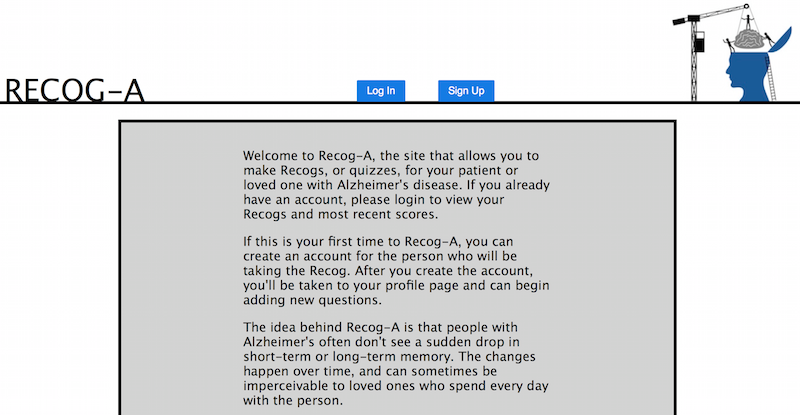 RECOG-A
Log In
Sign Up
Welcome to Recog-A, the site that allows you to
make Recogs, or quizzes, for your patient or
loved one with Alzheimer's disease. If you already
have an account, please login to view your
Recogs and most recent scores.
If this is your first time to Recog-A, you can
create an account for the person who will be
taking the Recog. After you create the account,
you'll be taken to your profile page and can begin
adding new questions.
The idea behind Recog-A is that people with
Alzheimer's often don't see a sudden drop in
short-term or long-term memory. The changes
happen over time, and can sometimes be
imperceivable to loved ones who spend every day
with the person.